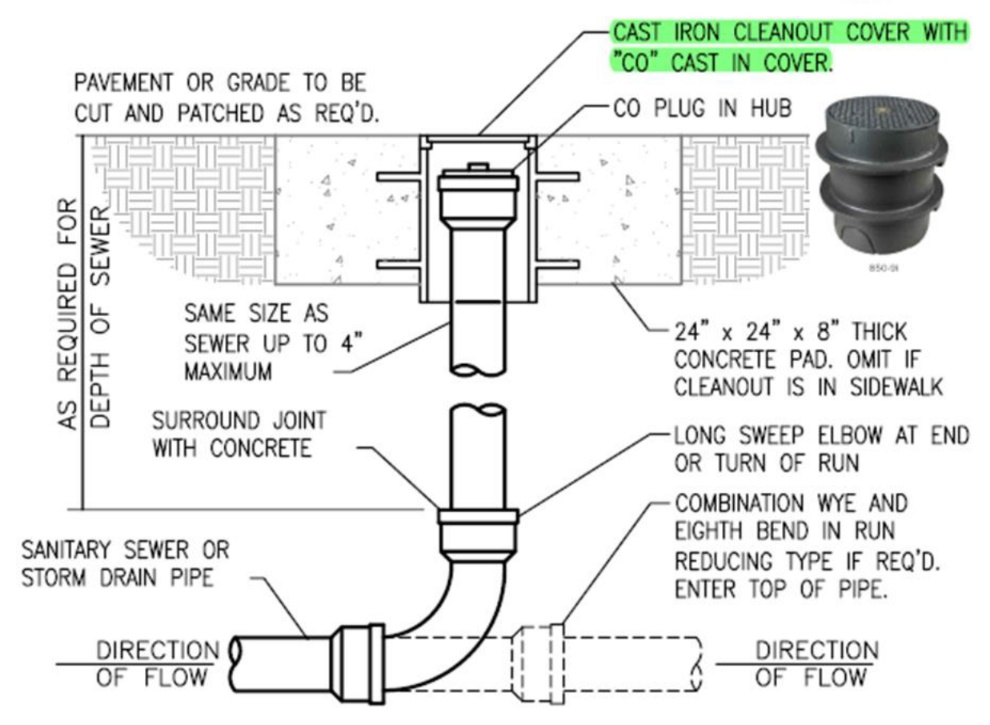 CAST IRON CLEANOUT COVER WITH
"CO" CAST IN COVER.
PAVEMENT OR GRADE TO BE
CUT AND PATCHED AS REQ'D.
CO PLUG IN HUB
850-9I
AS REQUIRED FOR
DEPTH OF SEWER
SAME SIZE AS
SEWER UP TO 4"
MAXIMUM
24" x 24" x 8" THICK
CONCRETE PAD. OMIT IF
CLEANOUT IS IN SIDEWALK
SURROUND JOINT
WITH CONCRETE
LONG SWEEP ELBOW AT END
OR TURN OF RUN
COMBINATION WYE AND
EIGHTH BEND IN RUN
REDUCING TYPE IF REQ'D.
ENTER TOP OF PIPE.
SANITARY SEWER OR
STORM DRAIN PIPE
DIRECTION
OF FLOW
DIRECTION
OF FLOW